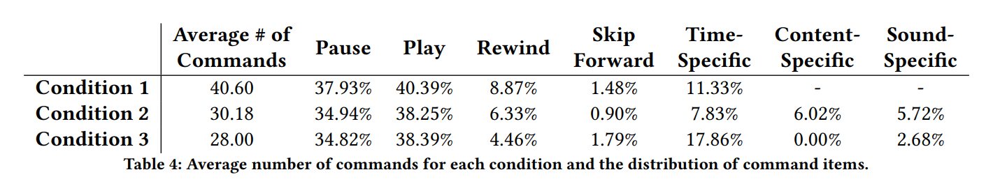 Average # of Commands Pause Play Rewind Skip Forward Time-Specific Content-Specific Sound-Specific
Condition 1 40.60 37.93% 40.39% 8.87% 1.48% 11.33% - -
Condition 2 30.18 34.94% 38.25% 6.33% 0.90% 7.83% 6.02% 5.72%
Condition 3 28.00 34.82% 38.39% 4.46% 1.79% 17.86% 0.00% 2.68%
Table 4: Average number of commands for each condition and the distribution of command items.